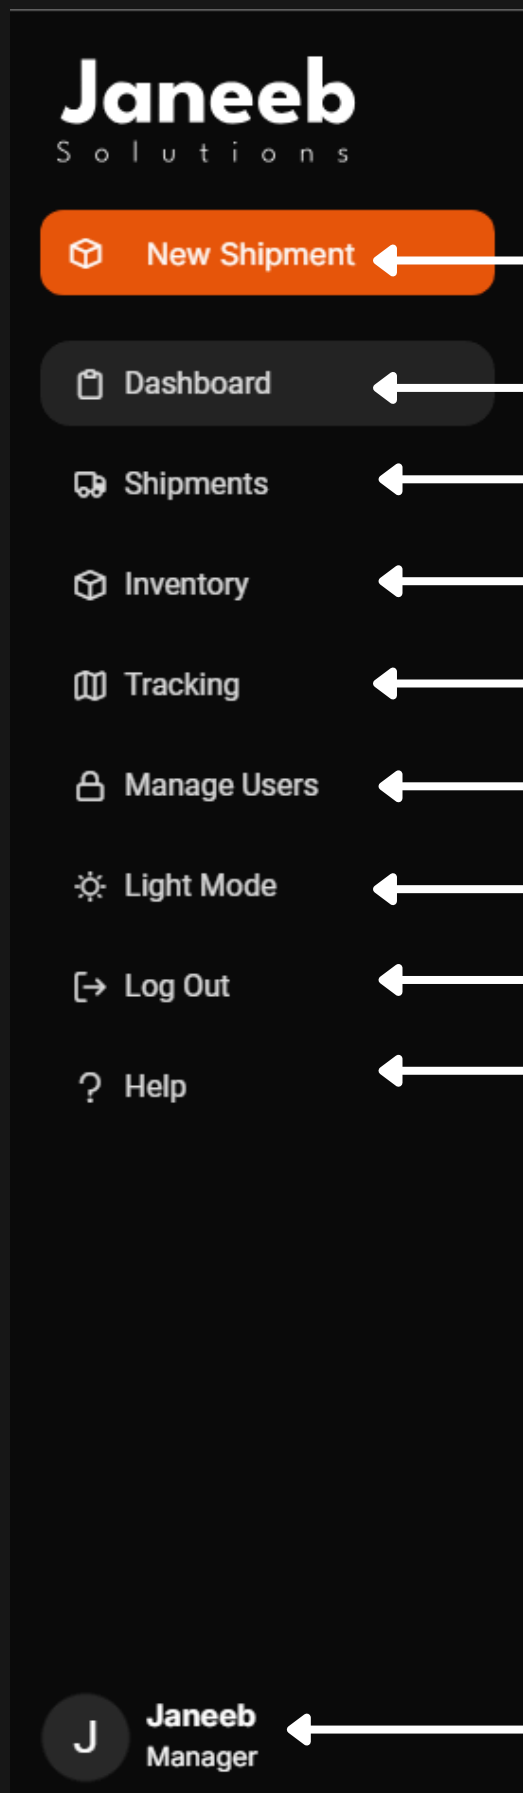 Janeeb
Solutions
New Shipment
Dashboard
Shipments
Inventory
Tracking
Manage Users
Light Mode
Log Out
Help
J
Janeeb
Manager